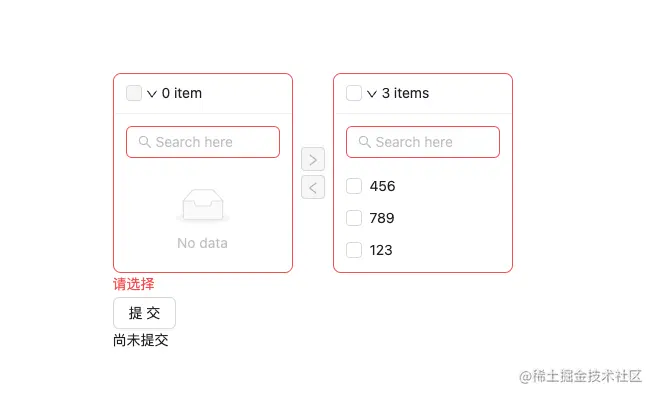 0 item
Search here
No data
3 items
Search here
456
789
123
请选择
提 交
尚未提交
@稀土掘金技术社区